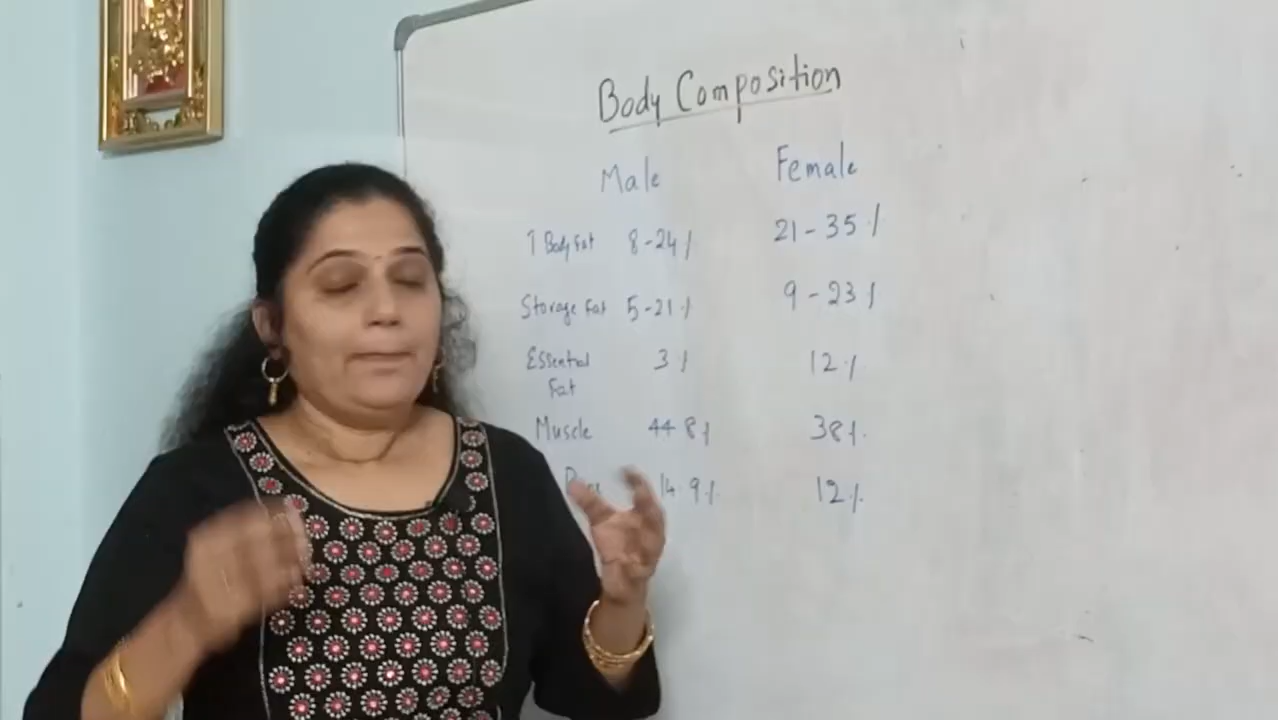 Body Composition
Male Female
↑ Body Fat 8-24% 21-35%
Storage Fat 5-21% 9-23%
Essential Fat 3% 12%
Muscle 44.8% 38%
14.9% 12%